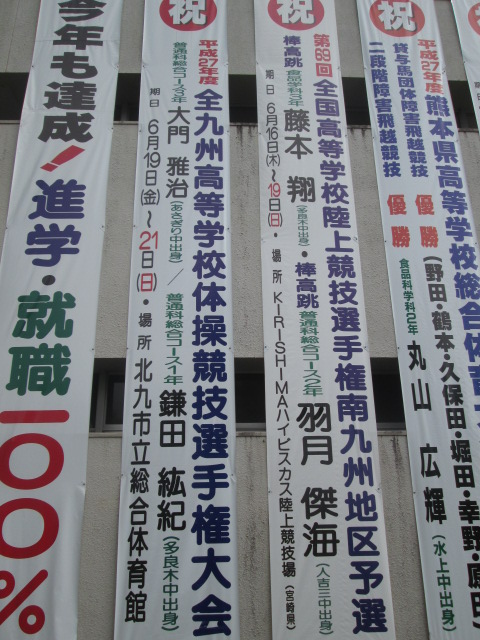 祝
貸与馬団体障害飛越競技 優勝
平成27年度 熊本県高等学校総合体育大
(野田・鶴本・久保田・堀田・幸野・原田)
二段階障害飛越競技 優勝
食品科学科2年 丸山 広輝 (水上中出身)
祝
第69回 全国高等学校陸上競技選手権南九州地区予選
棒高跳 食品科学科3年 藤本 翔 (多良木中出身)・棒高跳 普通科総合コース2年 羽月 傑海 (人吉三中出身)
期日 6月16日(木)〜19日(日)・場所 KIRISHIMAハイビスカス陸上競技場(宮崎県)
祝
平成27年度 全九州高等学校体操競技選手権大会
普通科総合コース3年 大門 雅治 (あさぎり中出身)/普通科総合コース1年 鎌田 紘紀 (多良木中出身)
期日 6月19日(金)〜21日(日)・場所 北九州市立総合体育館
今年も達成!進学・就職100%